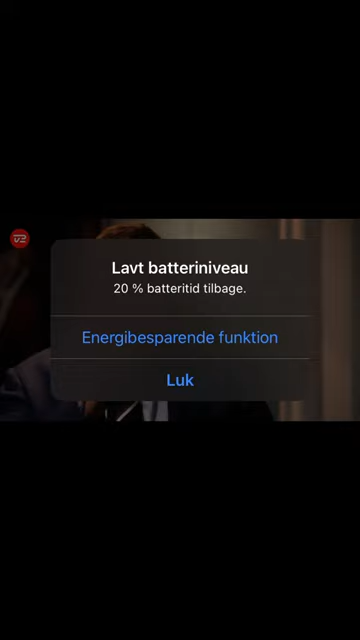 Lavt batteriniveau
20 % batteritid tilbage.
Energibesparende funktion
Luk